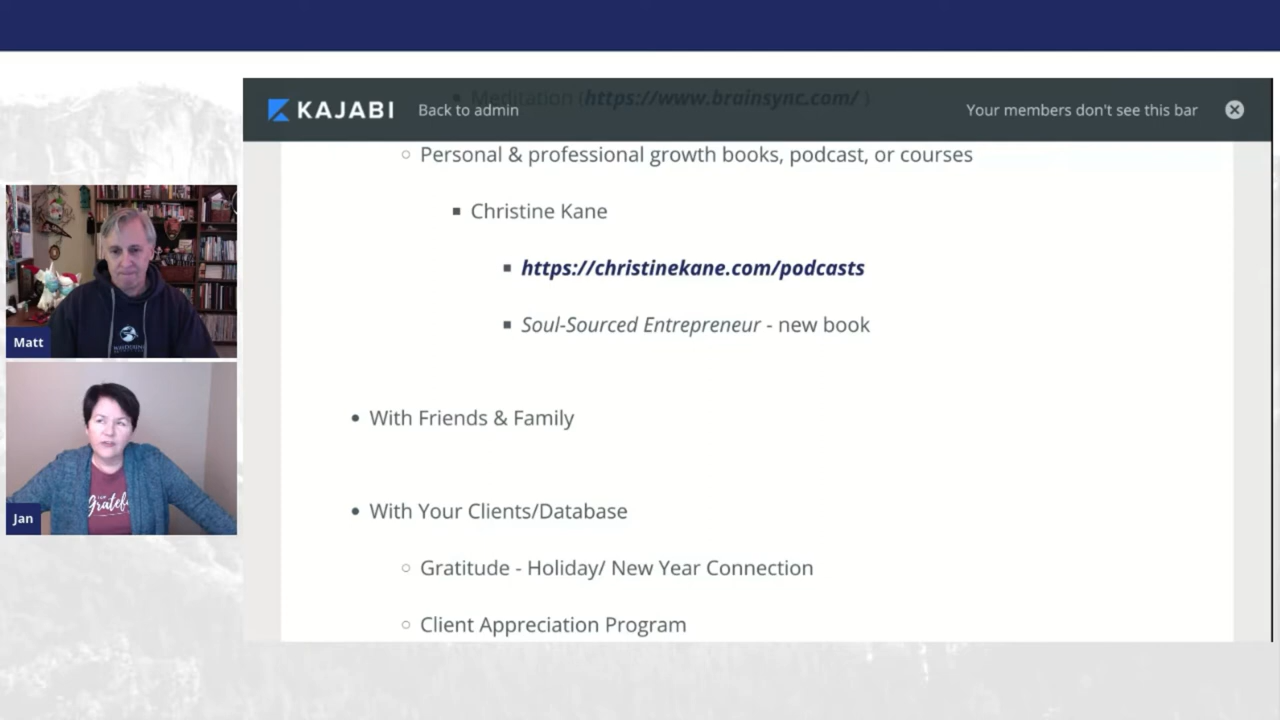 Meditation (https://www.brainsync.com/ )
KAJABI Back to admin Your members don't see this bar
Personal & professional growth books, podcast, or courses
Christine Kane
https://christinekane.com/podcasts
Soul-Sourced Entrepreneur - new book
With Friends & Family
With Your Clients/Database
Gratitude - Holiday/ New Year Connection
Client Appreciation Program
Matt
Jan